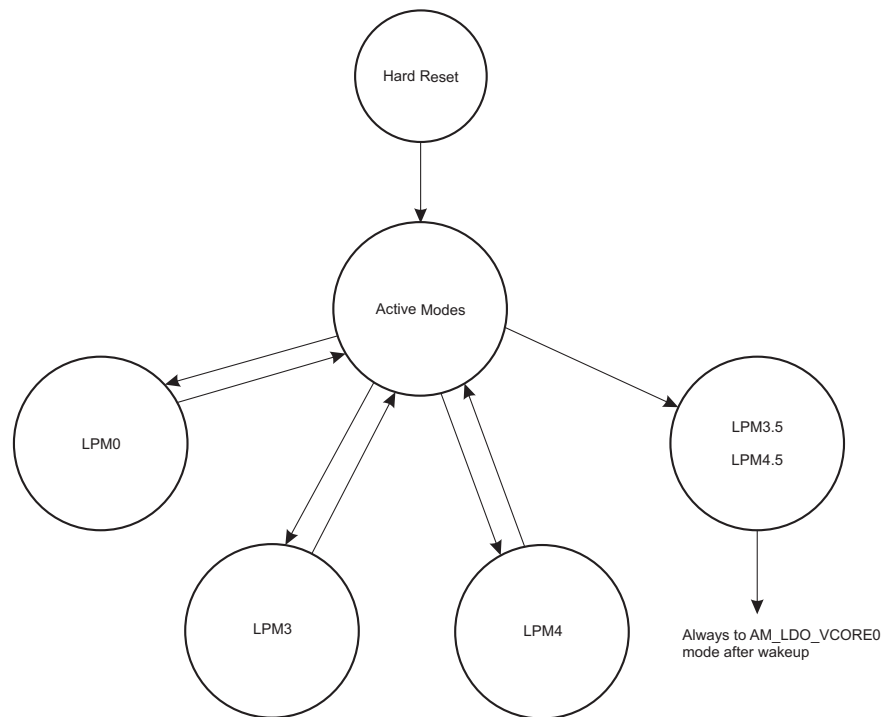 Hard Reset
Active Modes
LPM0
LPM3.5
LPM4.5
LPM3
LPM4
Always to AM_LDO_VCORE0
mode after wakeup